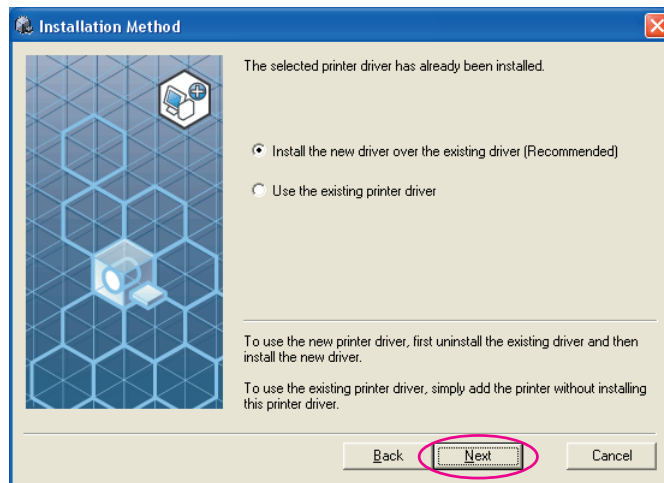 Installation Method
The selected printer driver has already been installed.
Install the new driver over the existing driver (Recommended)
Use the existing printer driver
To use the new printer driver, first uninstall the existing driver and then
install the new driver.
To use the existing printer driver, simply add the printer without installing
this printer driver.
Back
Next
Cancel